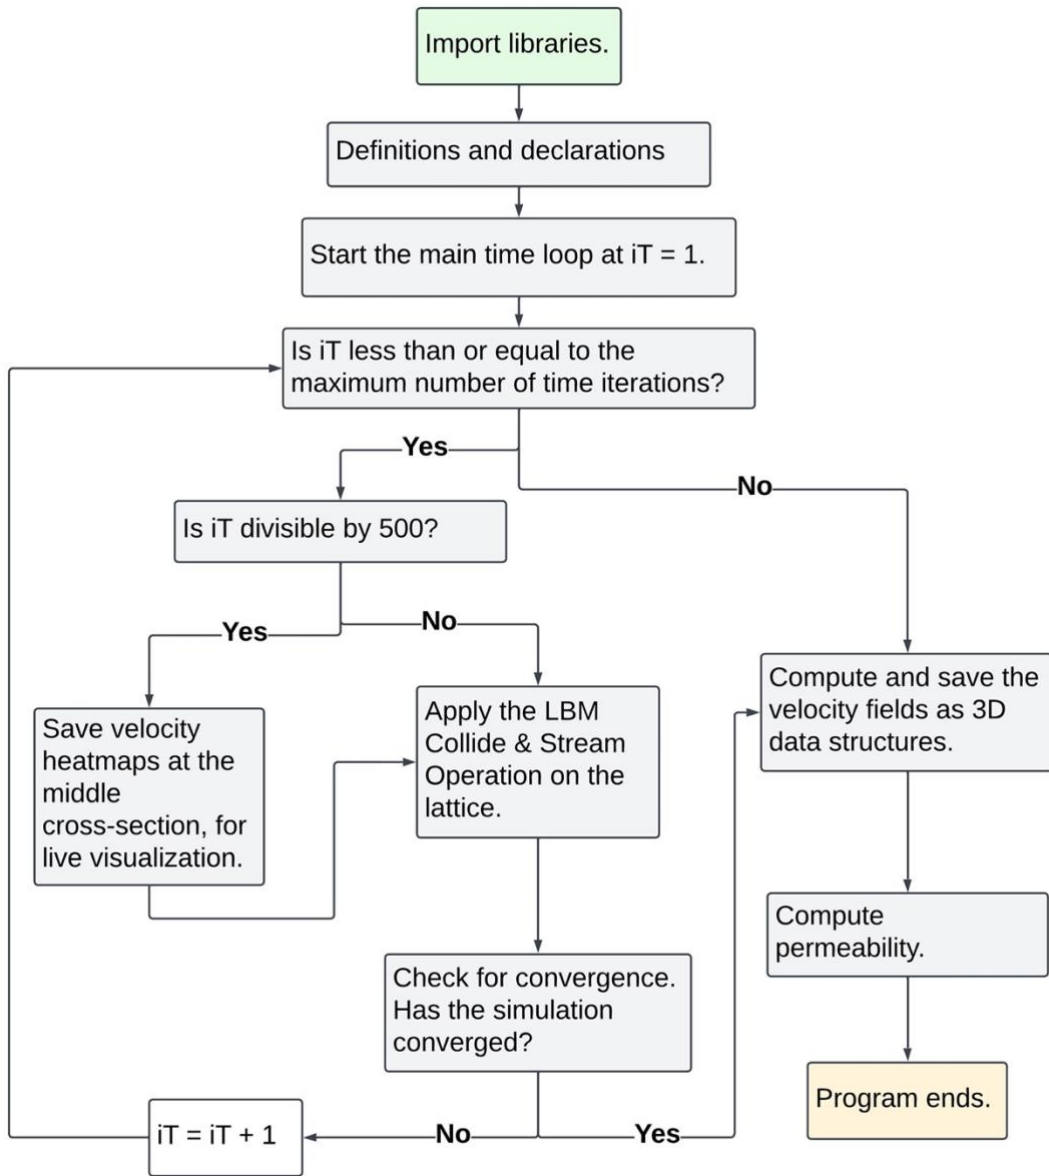 Import libraries.
Definitions and declarations
Start the main time loop at iT = 1.
Is iT less than or equal to the
maximum number of time iterations?
Yes
No
Is iT divisible by 500?
Yes
No
Save velocity
heatmaps at the
middle
cross-section, for
live visualization.
Apply the LBM
Collide & Stream
Operation on the
lattice.
Compute and save the
velocity fields as 3D
data structures.
Compute
permeability.
Check for convergence.
Has the simulation
converged?
Program ends.
iT = iT + 1
No
Yes